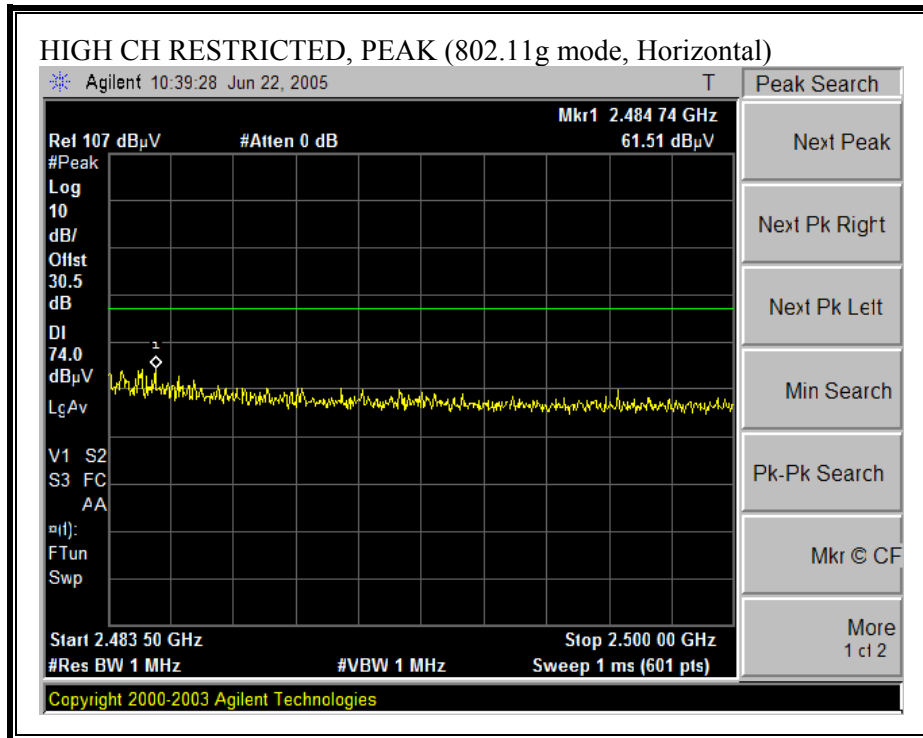 HIGH CH RESTRICTED, PEAK (802.11g mode, Horizontal)
Agilent 10:39:28 Jun 22, 2005 T
Peak Search
Mkr1 2.484 74 GHz
Ref 107 dBµV #Atten 0 dB 61.51 dBµV
#Peak
Log
10
dB/
Offst
30.5
dB
DI
74.0
dBµV
LgAv
V1 S2
S3 FC
AA
¤(f):
FTun
Swp
1
Start 2.483 50 GHz Stop 2.500 00 GHz
#Res BW 1 MHz #VBW 1 MHz Sweep 1 ms (601 pts)
Copyright 2000-2003 Agilent Technologies
Next Peak
Next Pk Right
Next Pk Left
Min Search
Pk-Pk Search
Mkr © CF
More
1 of 2